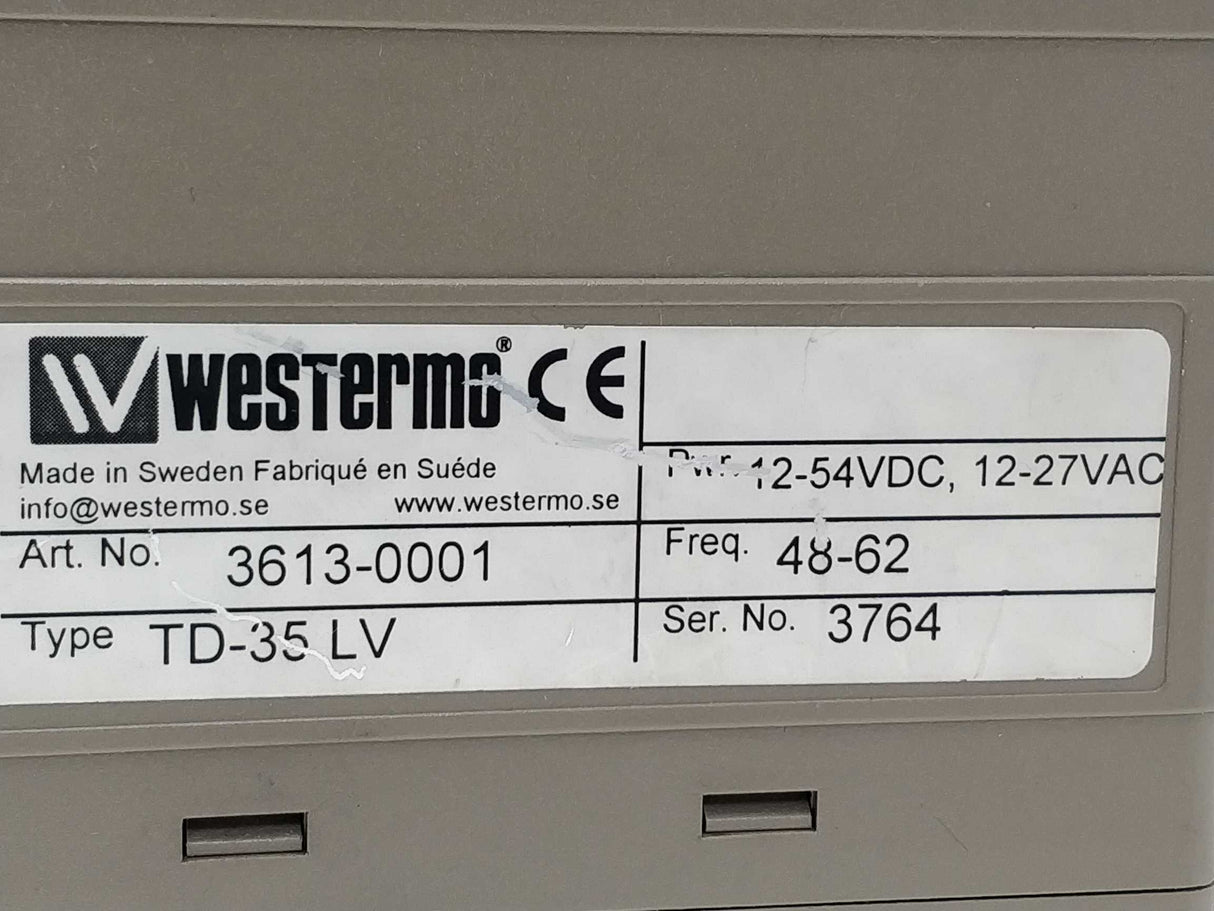 WESTERMO® CE
Made in Sweden Fabriqué en Suéde
info@westermo.se www.westermo.se
Art. No. 3613-0001
Type TD-35 LV
Pwr. 12-54VDC, 12-27VAC
Freq. 48-62
Ser. No. 3764